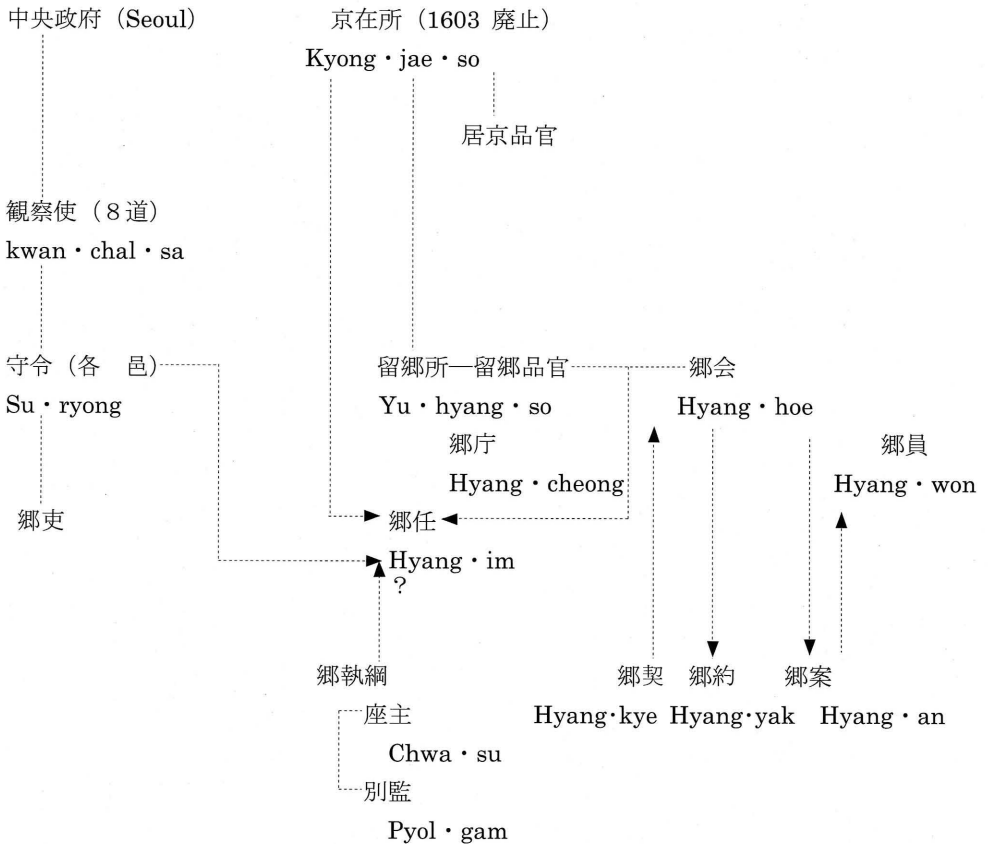 中央政府（Seoul） 京在所（1603 廃止）
Kyong・jae・so
居京品官
観察使（８道）
kwan・chal・sa
守令（各　邑） 留郷所―留郷品官 郷会
Su・ryong Yu・hyang・so Hyang・hoe
郷庁 郷員
Hyang・cheong Hyang・won
郷吏 郷任
Hyang・im
？
郷執綱 郷契 郷約 郷案
座主 Hyang・kye Hyang・yak Hyang・an
Chwa・su
別監
Pyol・gam